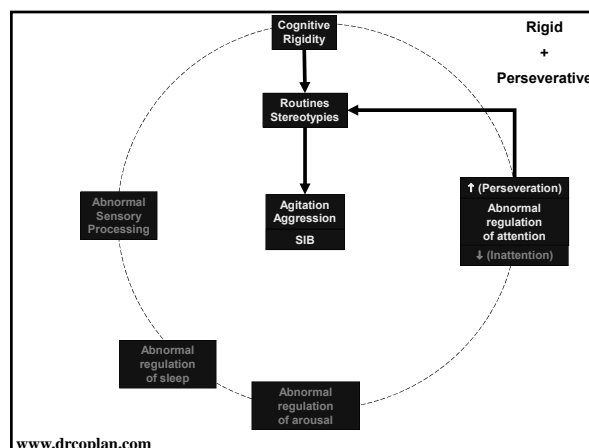 Cognitive
Rigidity
Rigid
+
Perseverative
Routines
Stereotypies
Abnormal
Sensory
Processing
Agitation
Aggression
SIB
↑ (Perseveration)
Abnormal
regulation
of attention
↓ (Inattention)
Abnormal
regulation
of sleep
Abnormal
regulation
of arousal
www.drcoplan.com